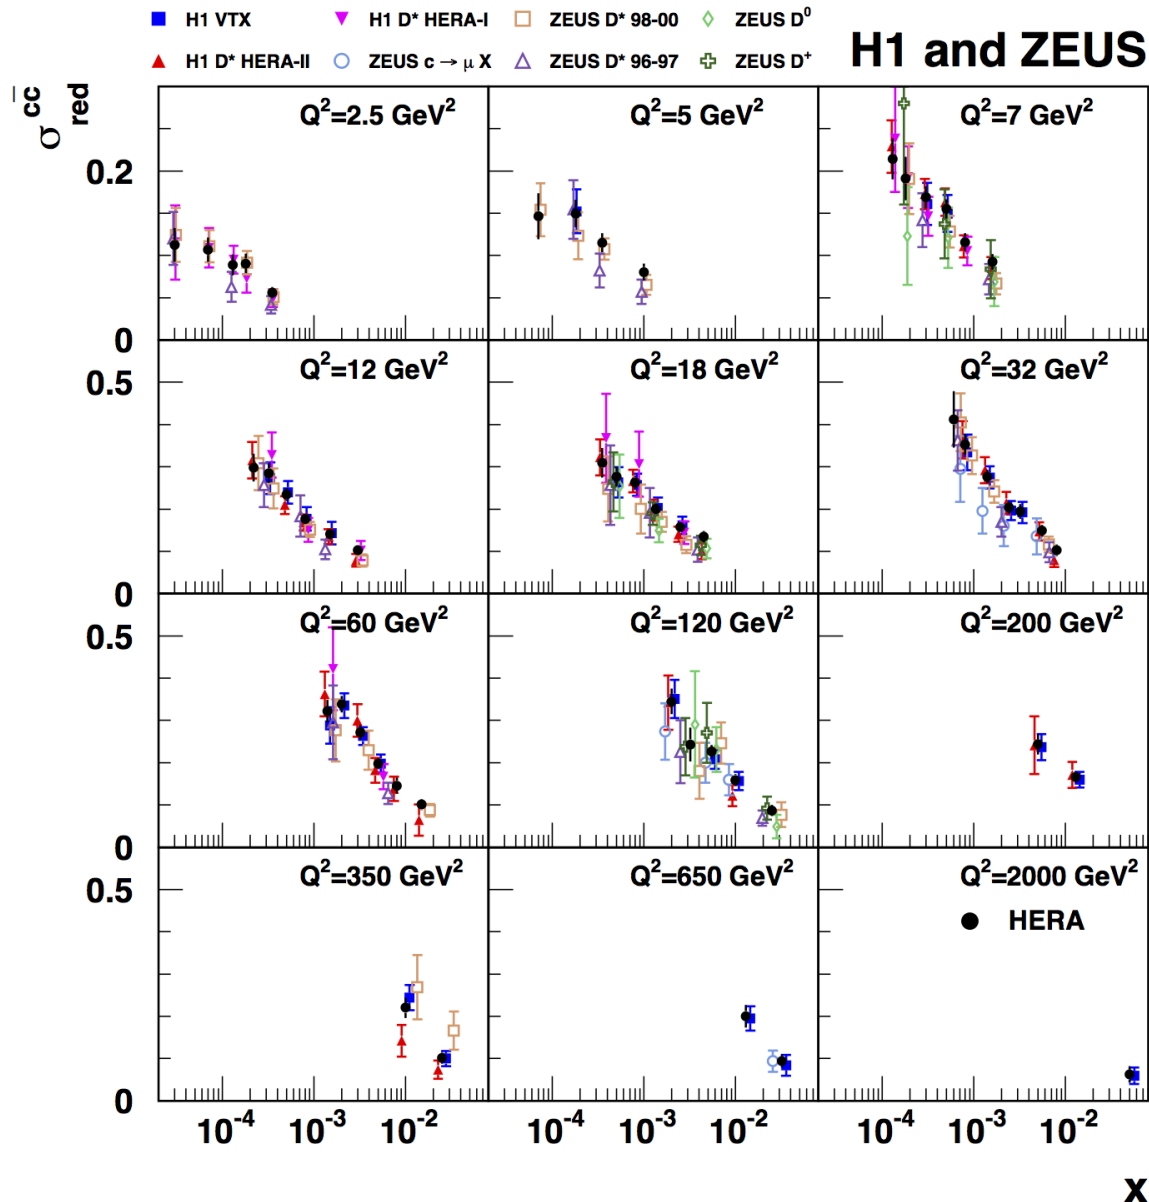 H1 VTX H1 D* HERA-I ZEUS D* 98-00 ZEUS D⁰
H1 D* HERA-II ZEUS c → μ X ZEUS D* 96-97 ZEUS D⁺
H1 and ZEUS
σ red cc̄
Q²=2.5 GeV² Q²=5 GeV² Q²=7 GeV²
0.2
0
Q²=12 GeV² Q²=18 GeV² Q²=32 GeV²
0.5
0
Q²=60 GeV² Q²=120 GeV² Q²=200 GeV²
0.5
0
Q²=350 GeV² Q²=650 GeV² Q²=2000 GeV²
0.5
HERA
0
10⁻⁴ 10⁻³ 10⁻² 10⁻⁴ 10⁻³ 10⁻² 10⁻⁴ 10⁻³ 10⁻²
x